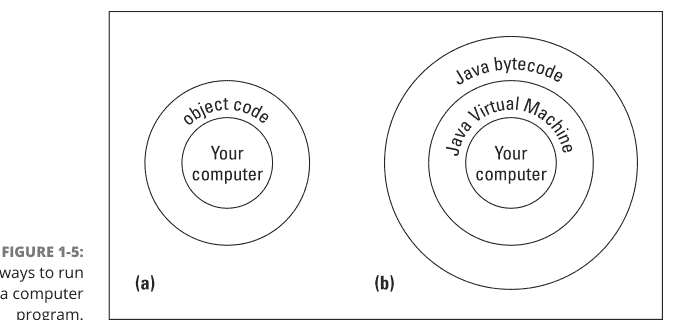 object code
Your
computer
(a)
Java bytecode
Java Virtual Machine
Your
computer
(b)
FIGURE 1-5:
ways to run
a computer
program.